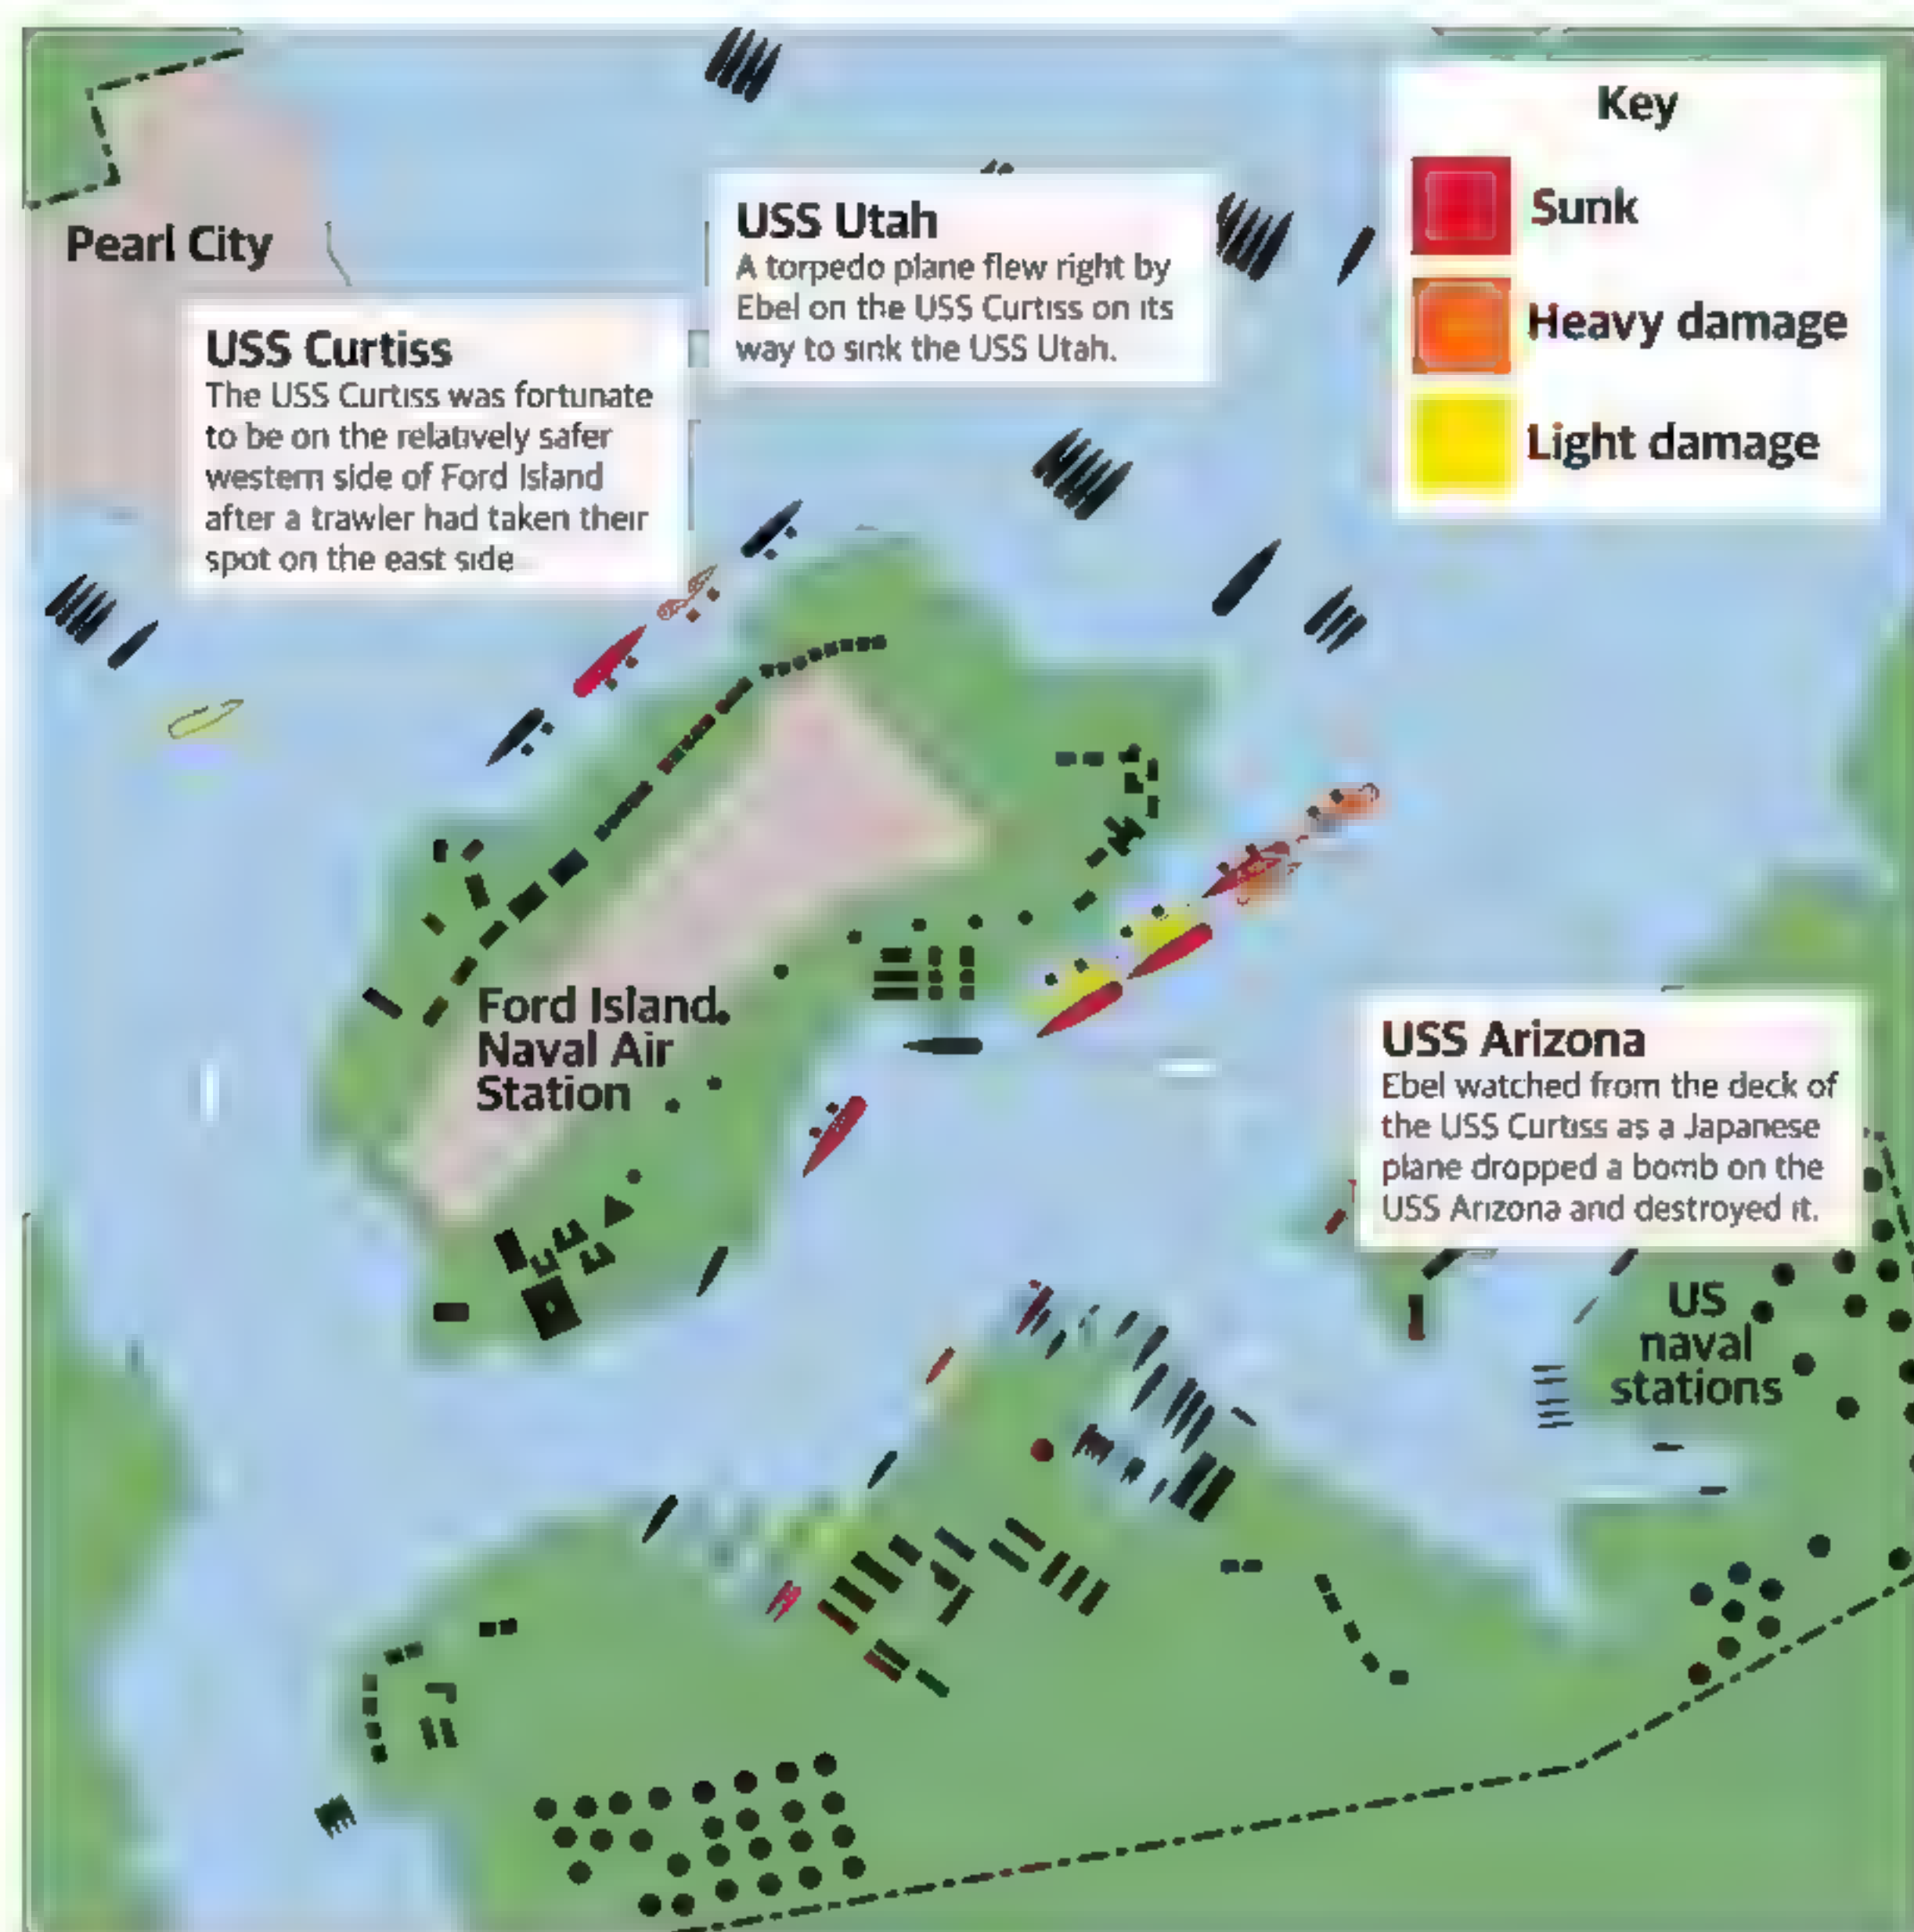 Key
Sunk
Heavy damage
Light damage
Pearl City
USS Utah
A torpedo plane flew right by
Ebel on the USS Curtiss on its
way to sink the USS Utah.
USS Curtiss
The USS Curtiss was fortunate
to be on the relatively safer
western side of Ford Island
after a trawler had taken their
spot on the east side
Ford Island
Naval Air
Station
USS Arizona
Ebel watched from the deck of
the USS Curtiss as a Japanese
plane dropped a bomb on the
USS Arizona and destroyed it.
US
naval
stations